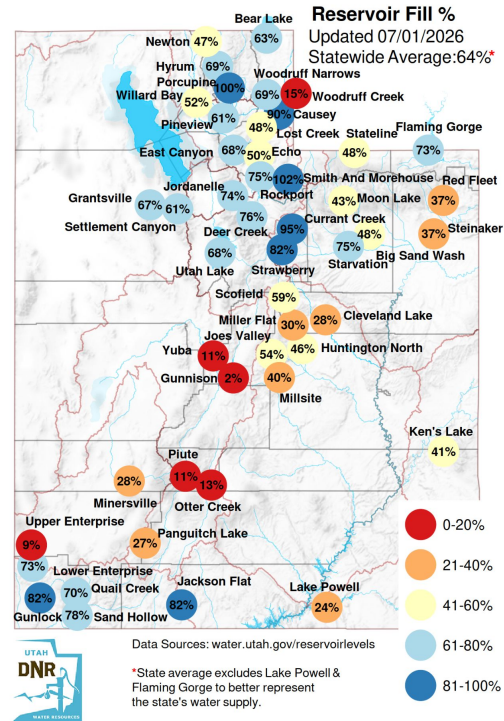 Reservoir Fill %
Updated 07/01/2026
Statewide Average:64%*
Bear Lake
63%
Newton
47%
Hyrum
69%
Porcupine
100%
Woodruff Narrows
69%
15%
Woodruff Creek
Willard Bay
52%
90%
Causey
Pineview
61%
48%
Lost Creek
Stateline
48%
Flaming Gorge
73%
East Canyon
68%
50%
Echo
75%
Rockport
102%
Smith And Morehouse
Jordanelle
74%
Red Fleet
37%
Grantsville
67%
61%
Settlement Canyon
43%
Moon Lake
76%
Deer Creek
Currant Creek
95%
48%
Big Sand Wash
37%
Steinaker
68%
Utah Lake
82%
Strawberry
75%
Starvation
Scofield
59%
Miller Flat
30%
28%
Cleveland Lake
Joes Valley
54%
46%
Huntington North
Yuba
11%
Gunnison
2%
40%
Millsite
Ken's Lake
41%
Piute
11%
13%
Otter Creek
28%
Minersville
Upper Enterprise
9%
27%
Panguitch Lake
73%
Lower Enterprise
82%
Gunlock
70%
Quail Creek
78%
Sand Hollow
Jackson Flat
82%
Lake Powell
24%
0-20%
21-40%
41-60%
61-80%
81-100%
UTAH
DNR
WATER RESOURCES
Data Sources: water.utah.gov/reservoirlevels
*State average excludes Lake Powell &
Flaming Gorge to better represent
the state's water supply.